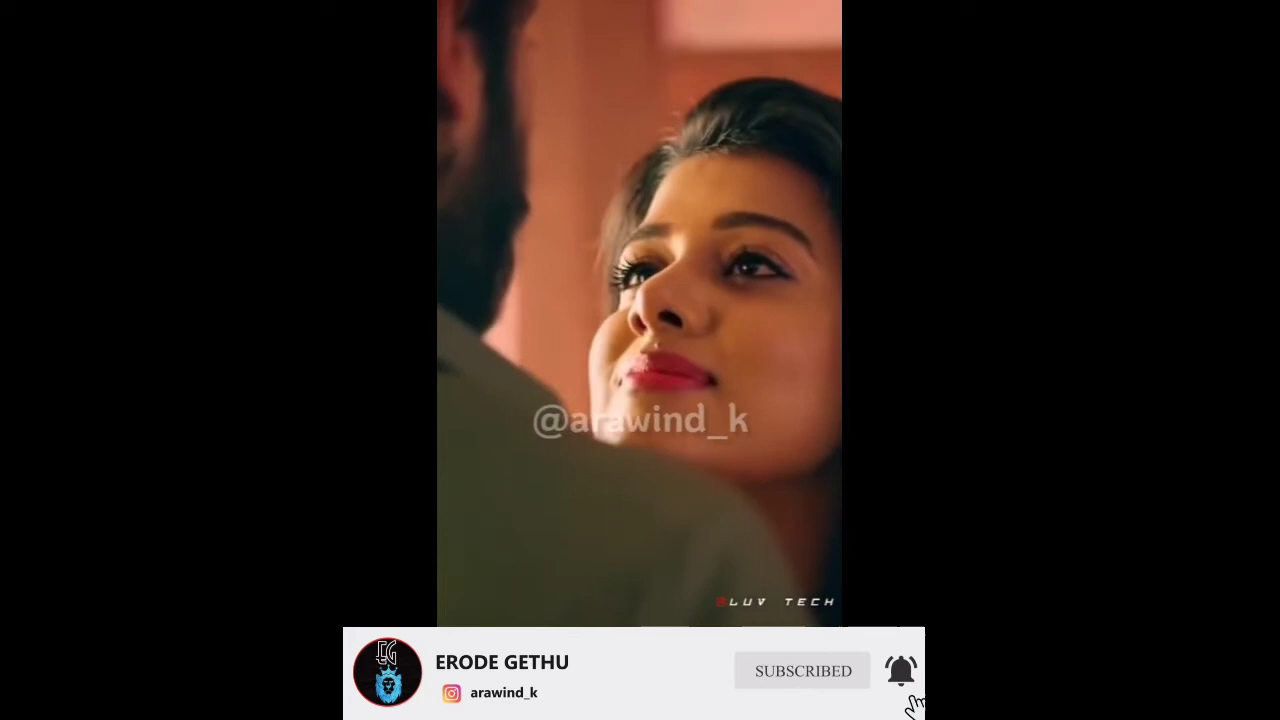 @arawind_k
LUV TECH
EG
ERODE GETHU
SUBSCRIBED
arawind_k